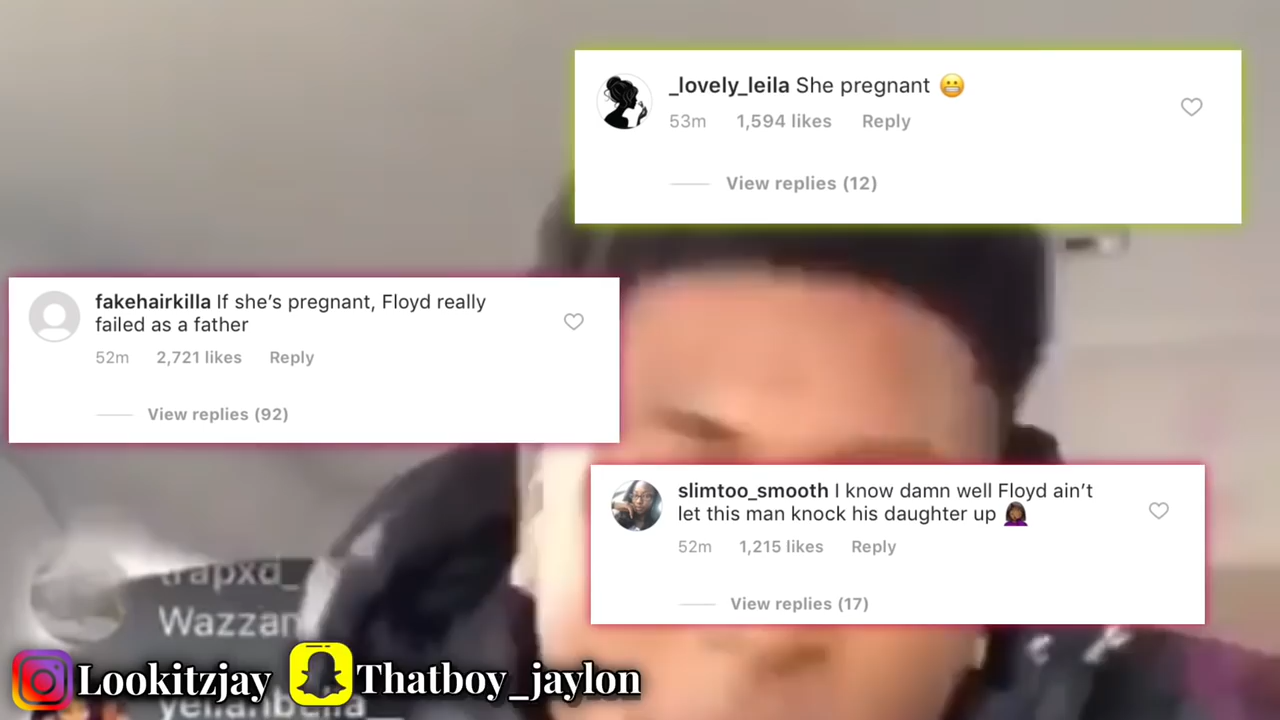 _lovely_leila She pregnant 😬
53m 1,594 likes Reply
View replies (12)
fakehairkilla If she’s pregnant, Floyd really
failed as a father
52m 2,721 likes Reply
View replies (92)
slimtoo_smooth I know damn well Floyd ain’t
let this man knock his daughter up 🤦🏾‍♀️
52m 1,215 likes Reply
View replies (17)
trapxd_
Wazzan
Lookitzjay Thatboy_jaylon